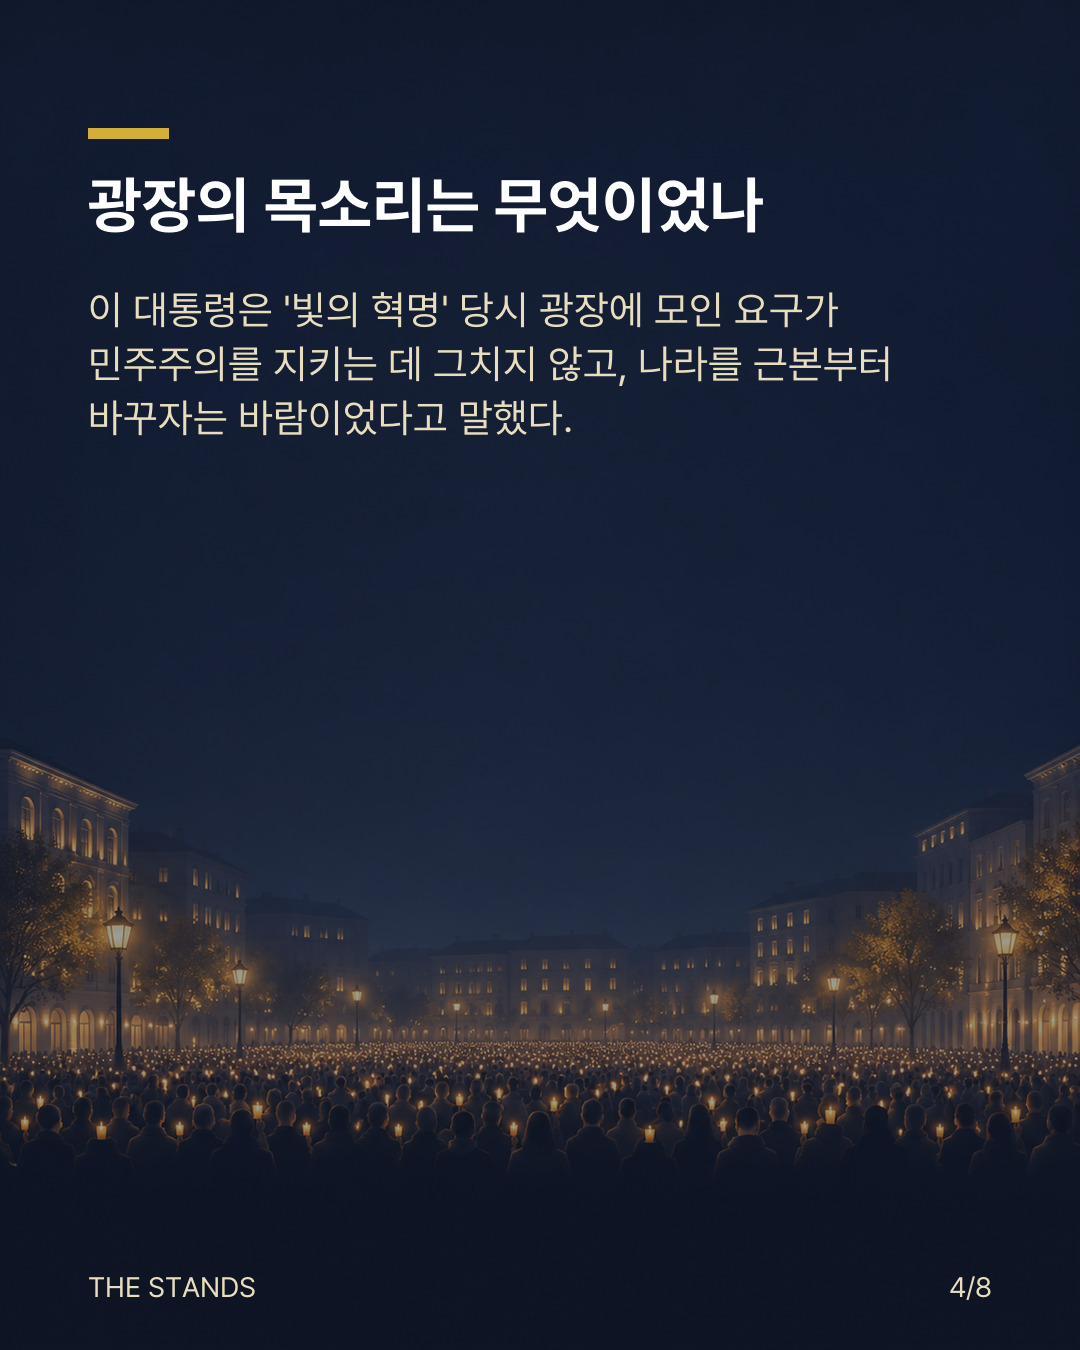 광장의 목소리는 무엇이었나
이 대통령은 '빛의 혁명' 당시 광장에 모인 요구가
민주주의를 지키는 데 그치지 않고, 나라를 근본부터
바꾸자는 바람이었다고 말했다.
THE STANDS
4/8